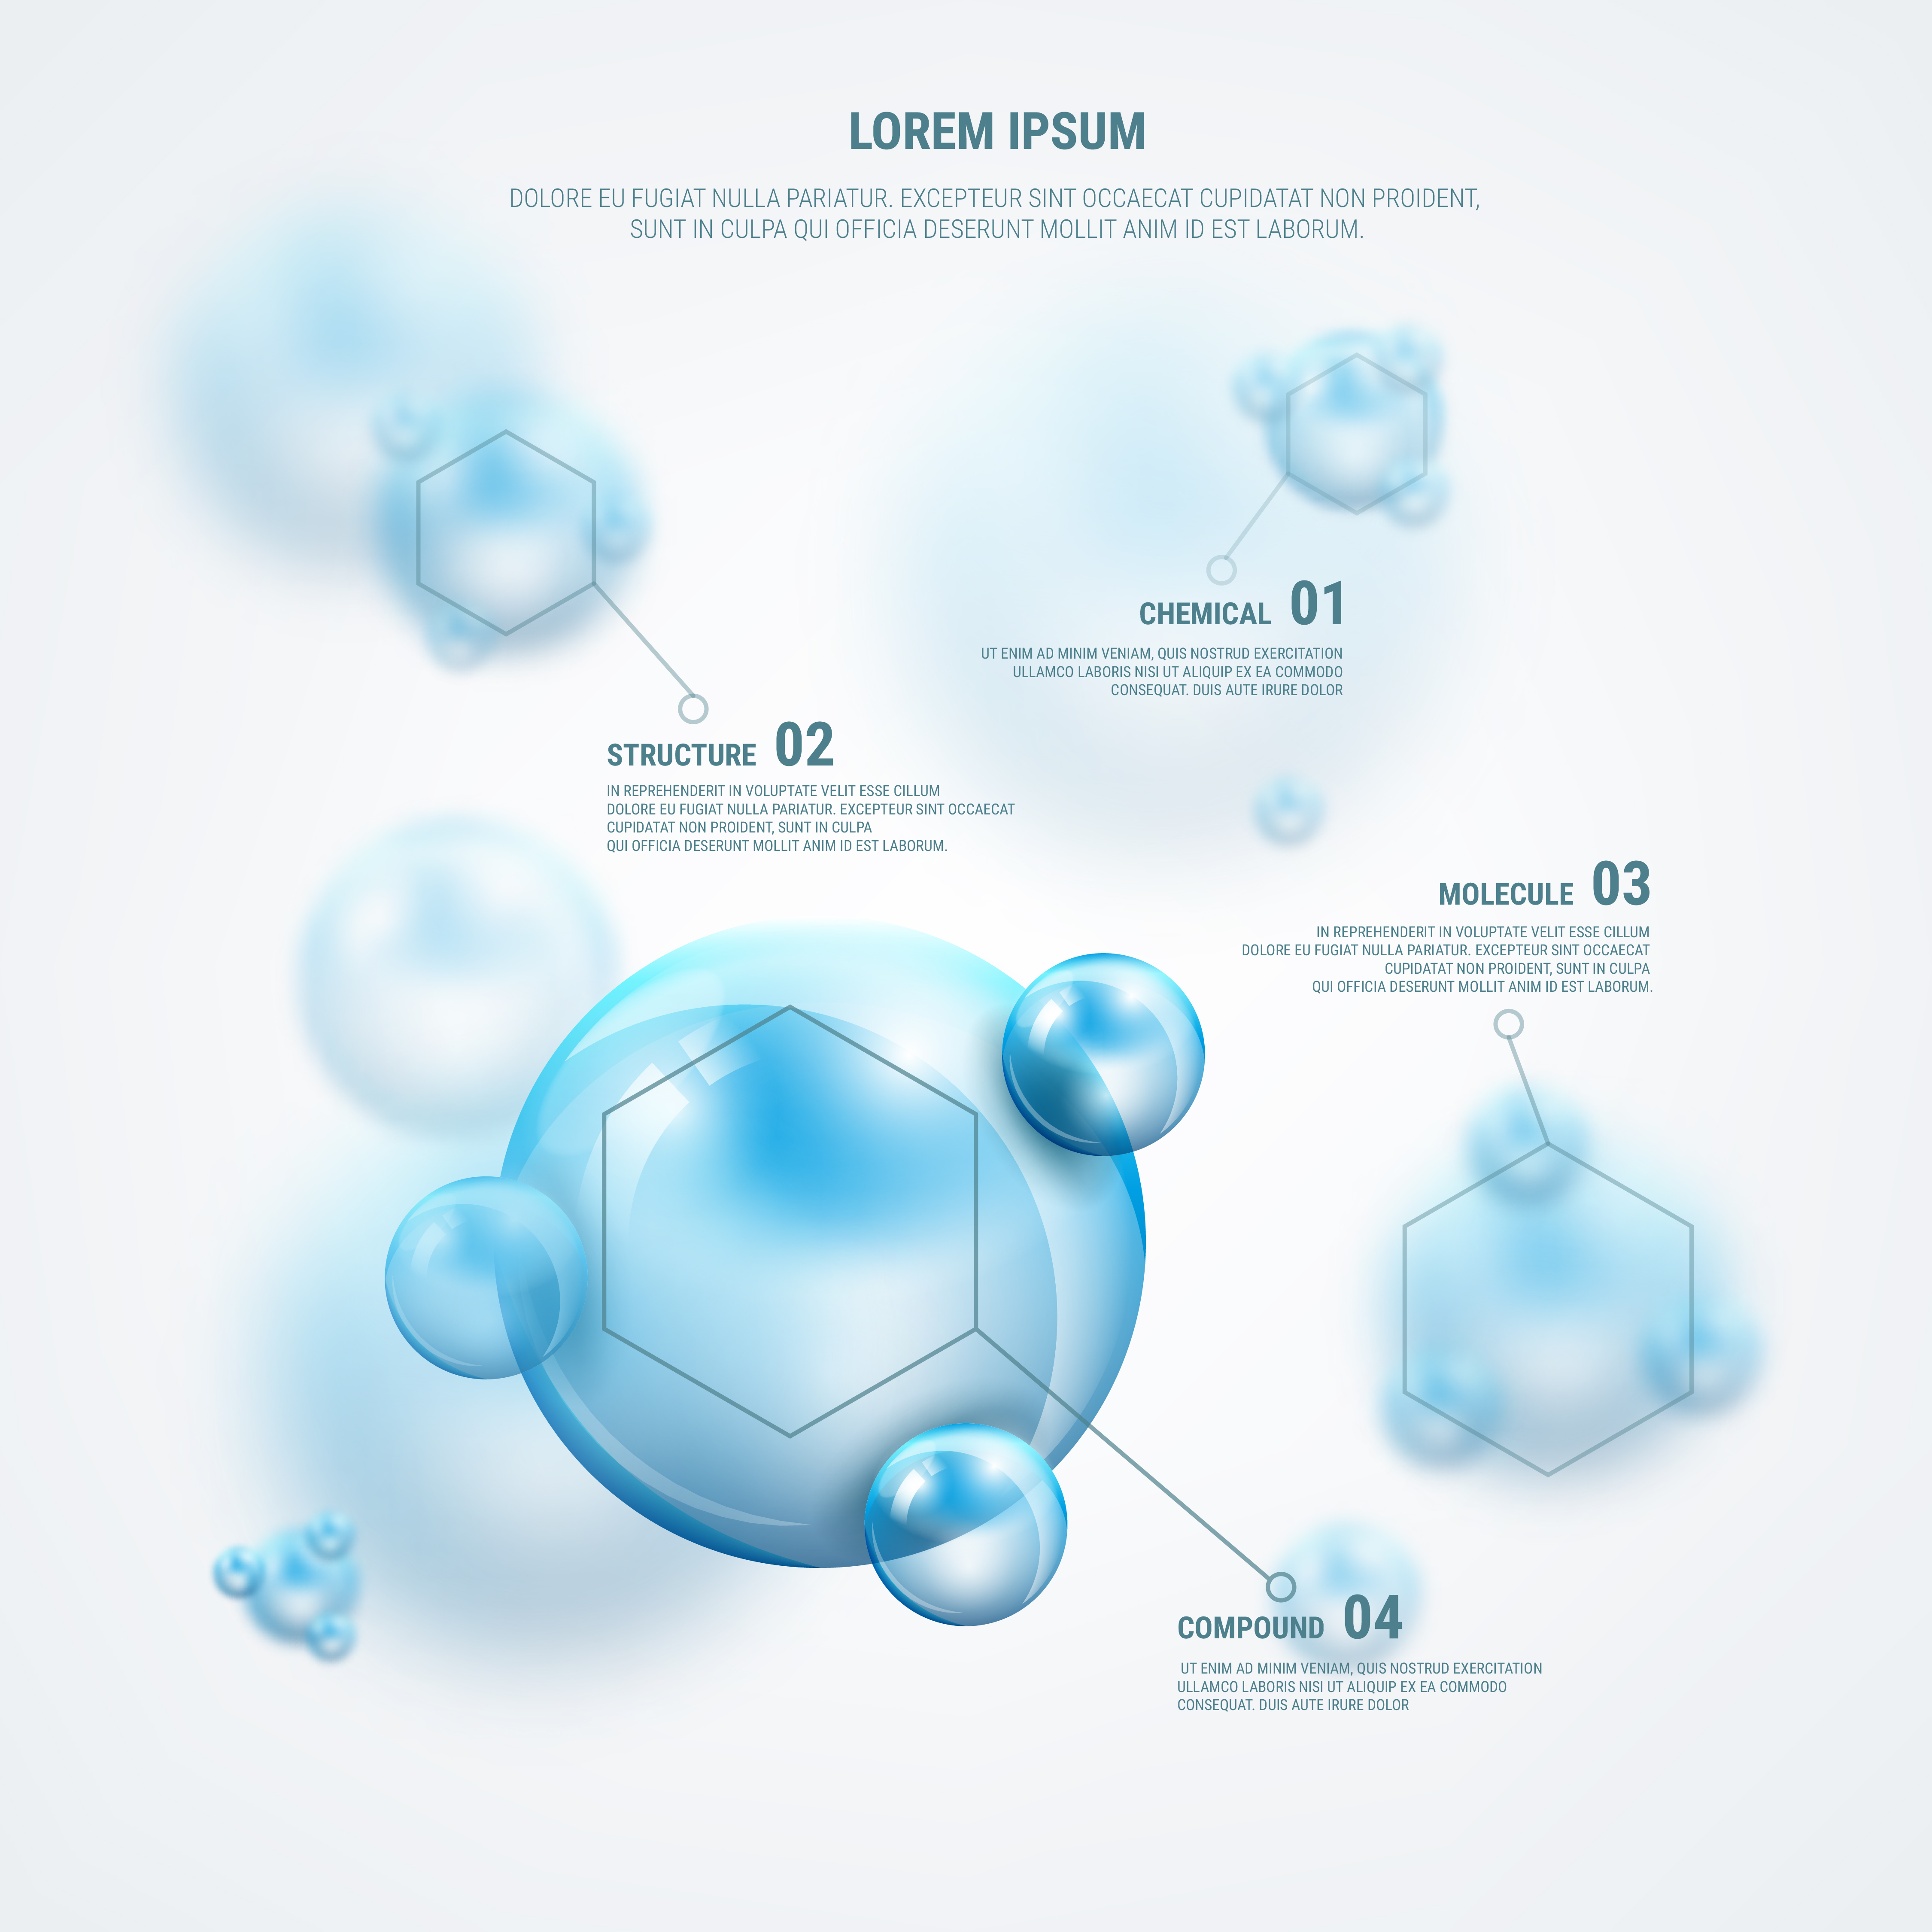 LOREM IPSUM
DOLORE EU FUGIAT NULLA PARIATUR. EXCEPTEUR SINT OCCAECAT CUPIDATAT NON PROIDENT,
SUNT IN CULPA QUI OFFICIA DESERUNT MOLLIT ANIM ID EST LABORUM.
CHEMICAL 01
UT ENIM AD MINIM VENIAM, QUIS NOSTRUD EXERCITATION
ULLAMCO LABORIS NISI UT ALIQUIP EX EA COMMODO
CONSEQUAT. DUIS AUTE IRURE DOLOR
STRUCTURE 02
IN REPREHENDERIT IN VOLUPTATE VELIT ESSE CILLUM
DOLORE EU FUGIAT NULLA PARIATUR. EXCEPTEUR SINT OCCAECAT
CUPIDATAT NON PROIDENT, SUNT IN CULPA
QUI OFFICIA DESERUNT MOLLIT ANIM ID EST LABORUM.
MOLECULE 03
IN REPREHENDERIT IN VOLUPTATE VELIT ESSE CILLUM
DOLORE EU FUGIAT NULLA PARIATUR. EXCEPTEUR SINT OCCAECAT
CUPIDATAT NON PROIDENT, SUNT IN CULPA
QUI OFFICIA DESERUNT MOLLIT ANIM ID EST LABORUM.
COMPOUND 04
UT ENIM AD MINIM VENIAM, QUIS NOSTRUD EXERCITATION
ULLAMCO LABORIS NISI UT ALIQUIP EX EA COMMODO
CONSEQUAT. DUIS AUTE IRURE DOLOR